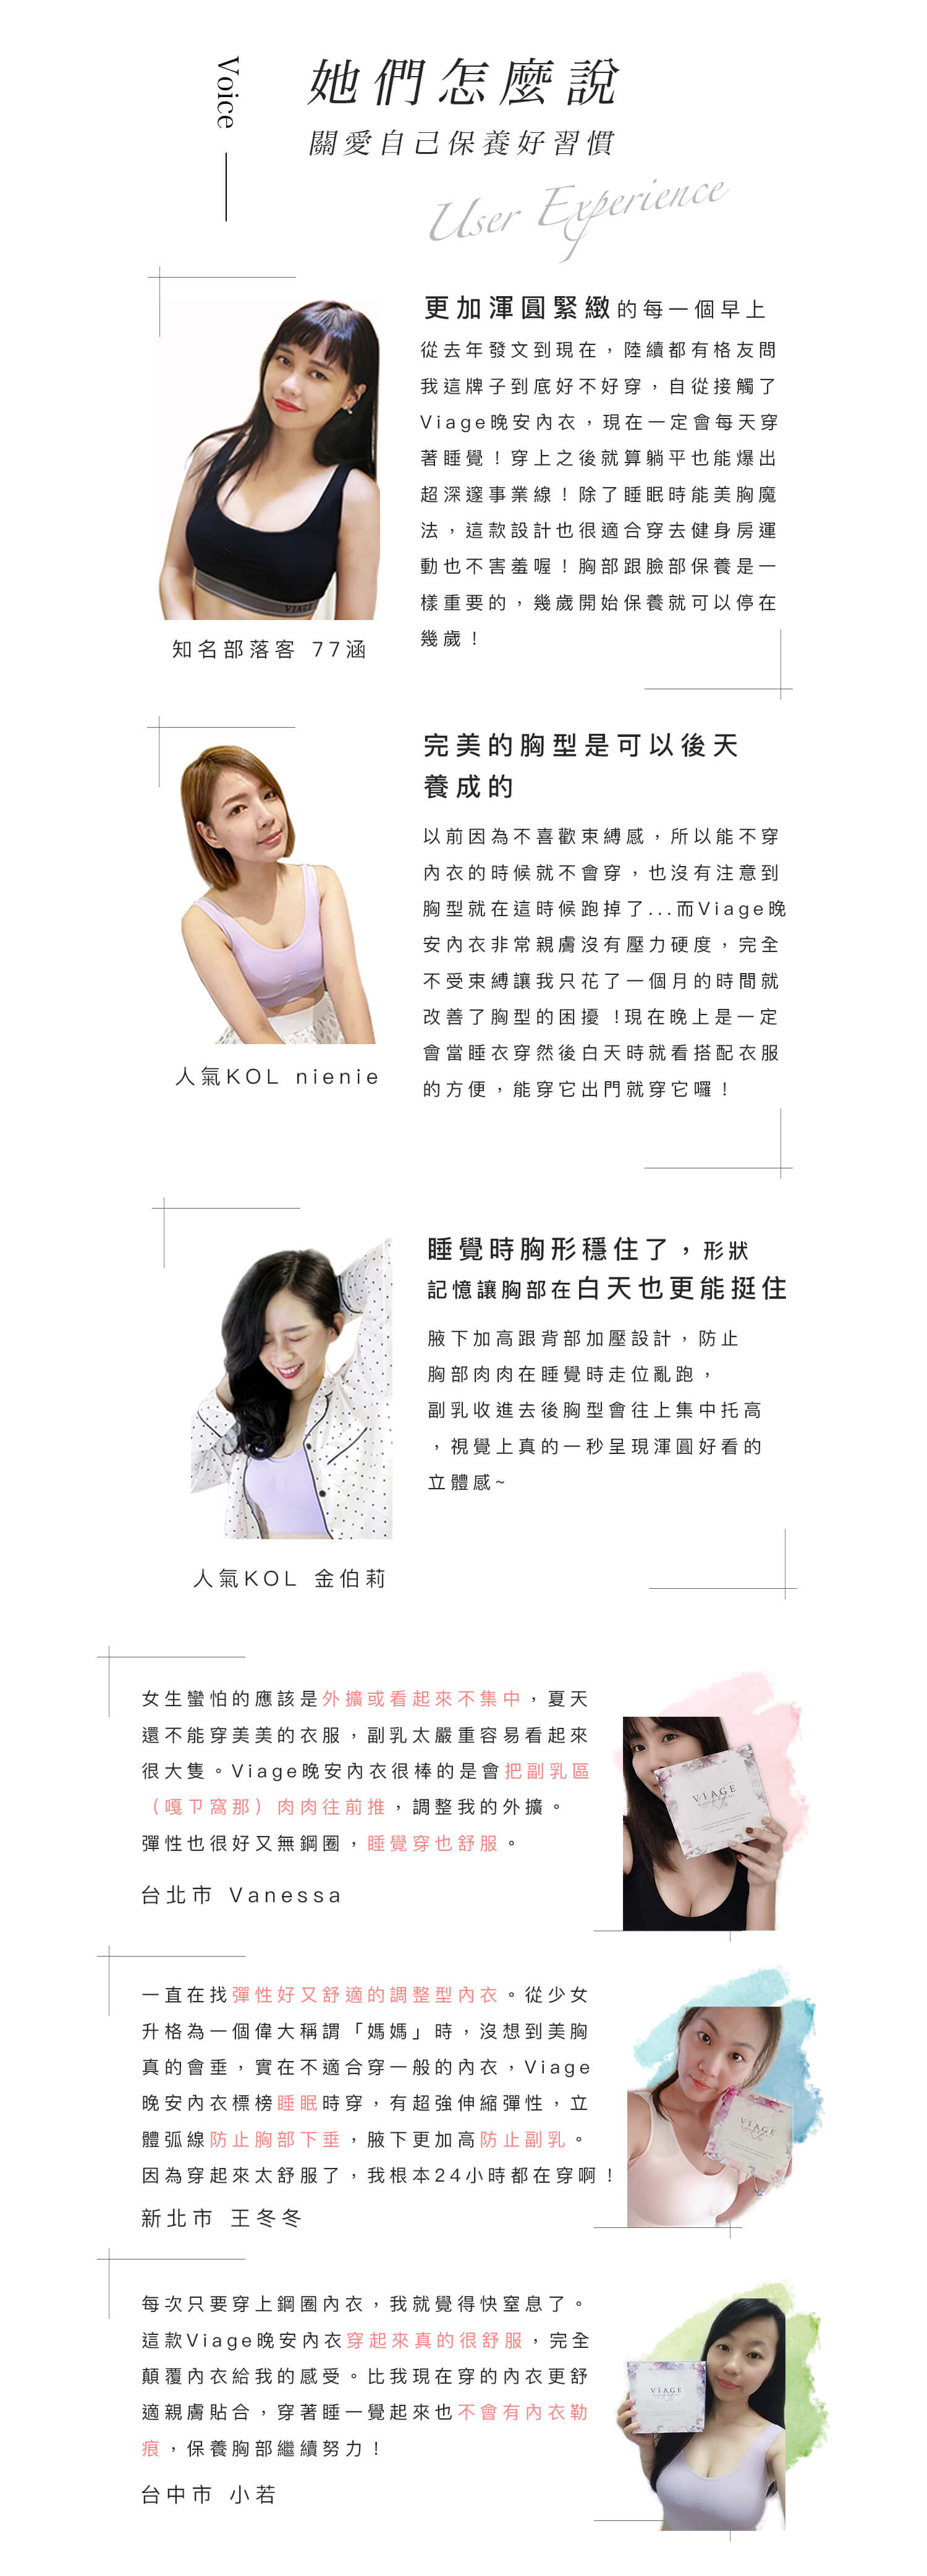 Voice
她們怎麼說
關愛自己保養好習慣
User Experience
更加渾圓緊緻的每一個早上
從去年發文到現在，陸續都有格友問
我這牌子到底好不好穿，自從接觸了
Viage晚安內衣，現在一定會每天穿
著睡覺！穿上之後就算躺平也能爆出
超深邃事業線！除了睡眠時能美胸魔
法，這款設計也很適合穿去健身房運
動也不害羞喔！胸部跟臉部保養是一
樣重要的，幾歲開始保養就可以停在
幾歲！
VIAGE
知名部落客 77涵
完美的胸型是可以後天
養成的
以前因為不喜歡束縛感，所以能不穿
內衣的時候就不會穿，也沒有注意到
胸型就在這時候跑掉了...而Viage晚
安內衣非常親膚沒有壓力硬度，完全
不受束縛讓我只花了一個月的時間就
改善了胸型的困擾 !現在晚上是一定
會當睡衣穿然後白天時就看搭配衣服
的方便，能穿它出門就穿它囉！
人氣KOL nienie
睡覺時胸形穩住了，形狀
記憶讓胸部在白天也更能挺住
腋下加高跟背部加壓設計，防止
胸部肉肉在睡覺時走位亂跑，
副乳收進去後胸型會往上集中托高
，視覺上真的一秒呈現渾圓好看的
立體感~
人氣KOL 金伯莉
女生蠻怕的應該是外擴或看起來不集中，夏天
還不能穿美美的衣服，副乳太嚴重容易看起來
很大隻。Viage晚安內衣很棒的是會把副乳區
（嘎ㄗ窩那）肉肉往前推，調整我的外擴。
彈性也很好又無鋼圈，睡覺穿也舒服。
台北市 Vanessa
VIAGE
一直在找彈性好又舒適的調整型內衣。從少女
升格為一個偉大稱謂「媽媽」時，沒想到美胸
真的會垂，實在不適合穿一般的內衣，Viage
晚安內衣標榜睡眠時穿，有超強伸縮彈性，立
體弧線防止胸部下垂，腋下更加高防止副乳。
因為穿起來太舒服了，我根本24小時都在穿啊！
新北市 王冬冬
VIAGE
每次只要穿上鋼圈內衣，我就覺得快窒息了。
這款Viage晚安內衣穿起來真的很舒服，完全
顛覆內衣給我的感受。比我現在穿的內衣更舒
適親膚貼合，穿著睡一覺起來也不會有內衣勒
痕，保養胸部繼續努力！
台中市 小若
VIAGE